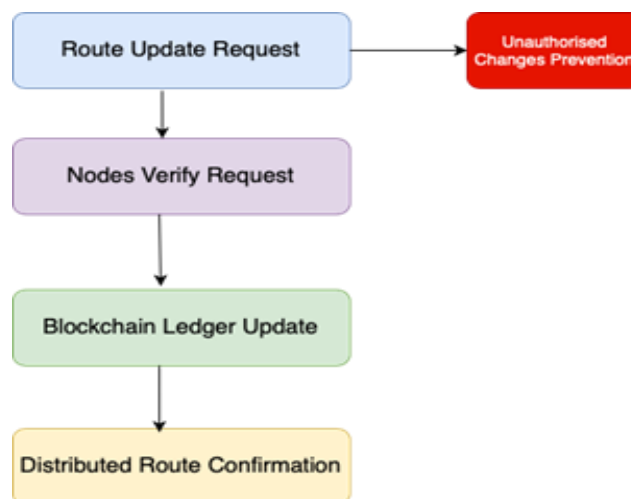 Route Update Request
Unauthorised
Changes Prevention
Nodes Verify Request
Blockchain Ledger Update
Distributed Route Confirmation